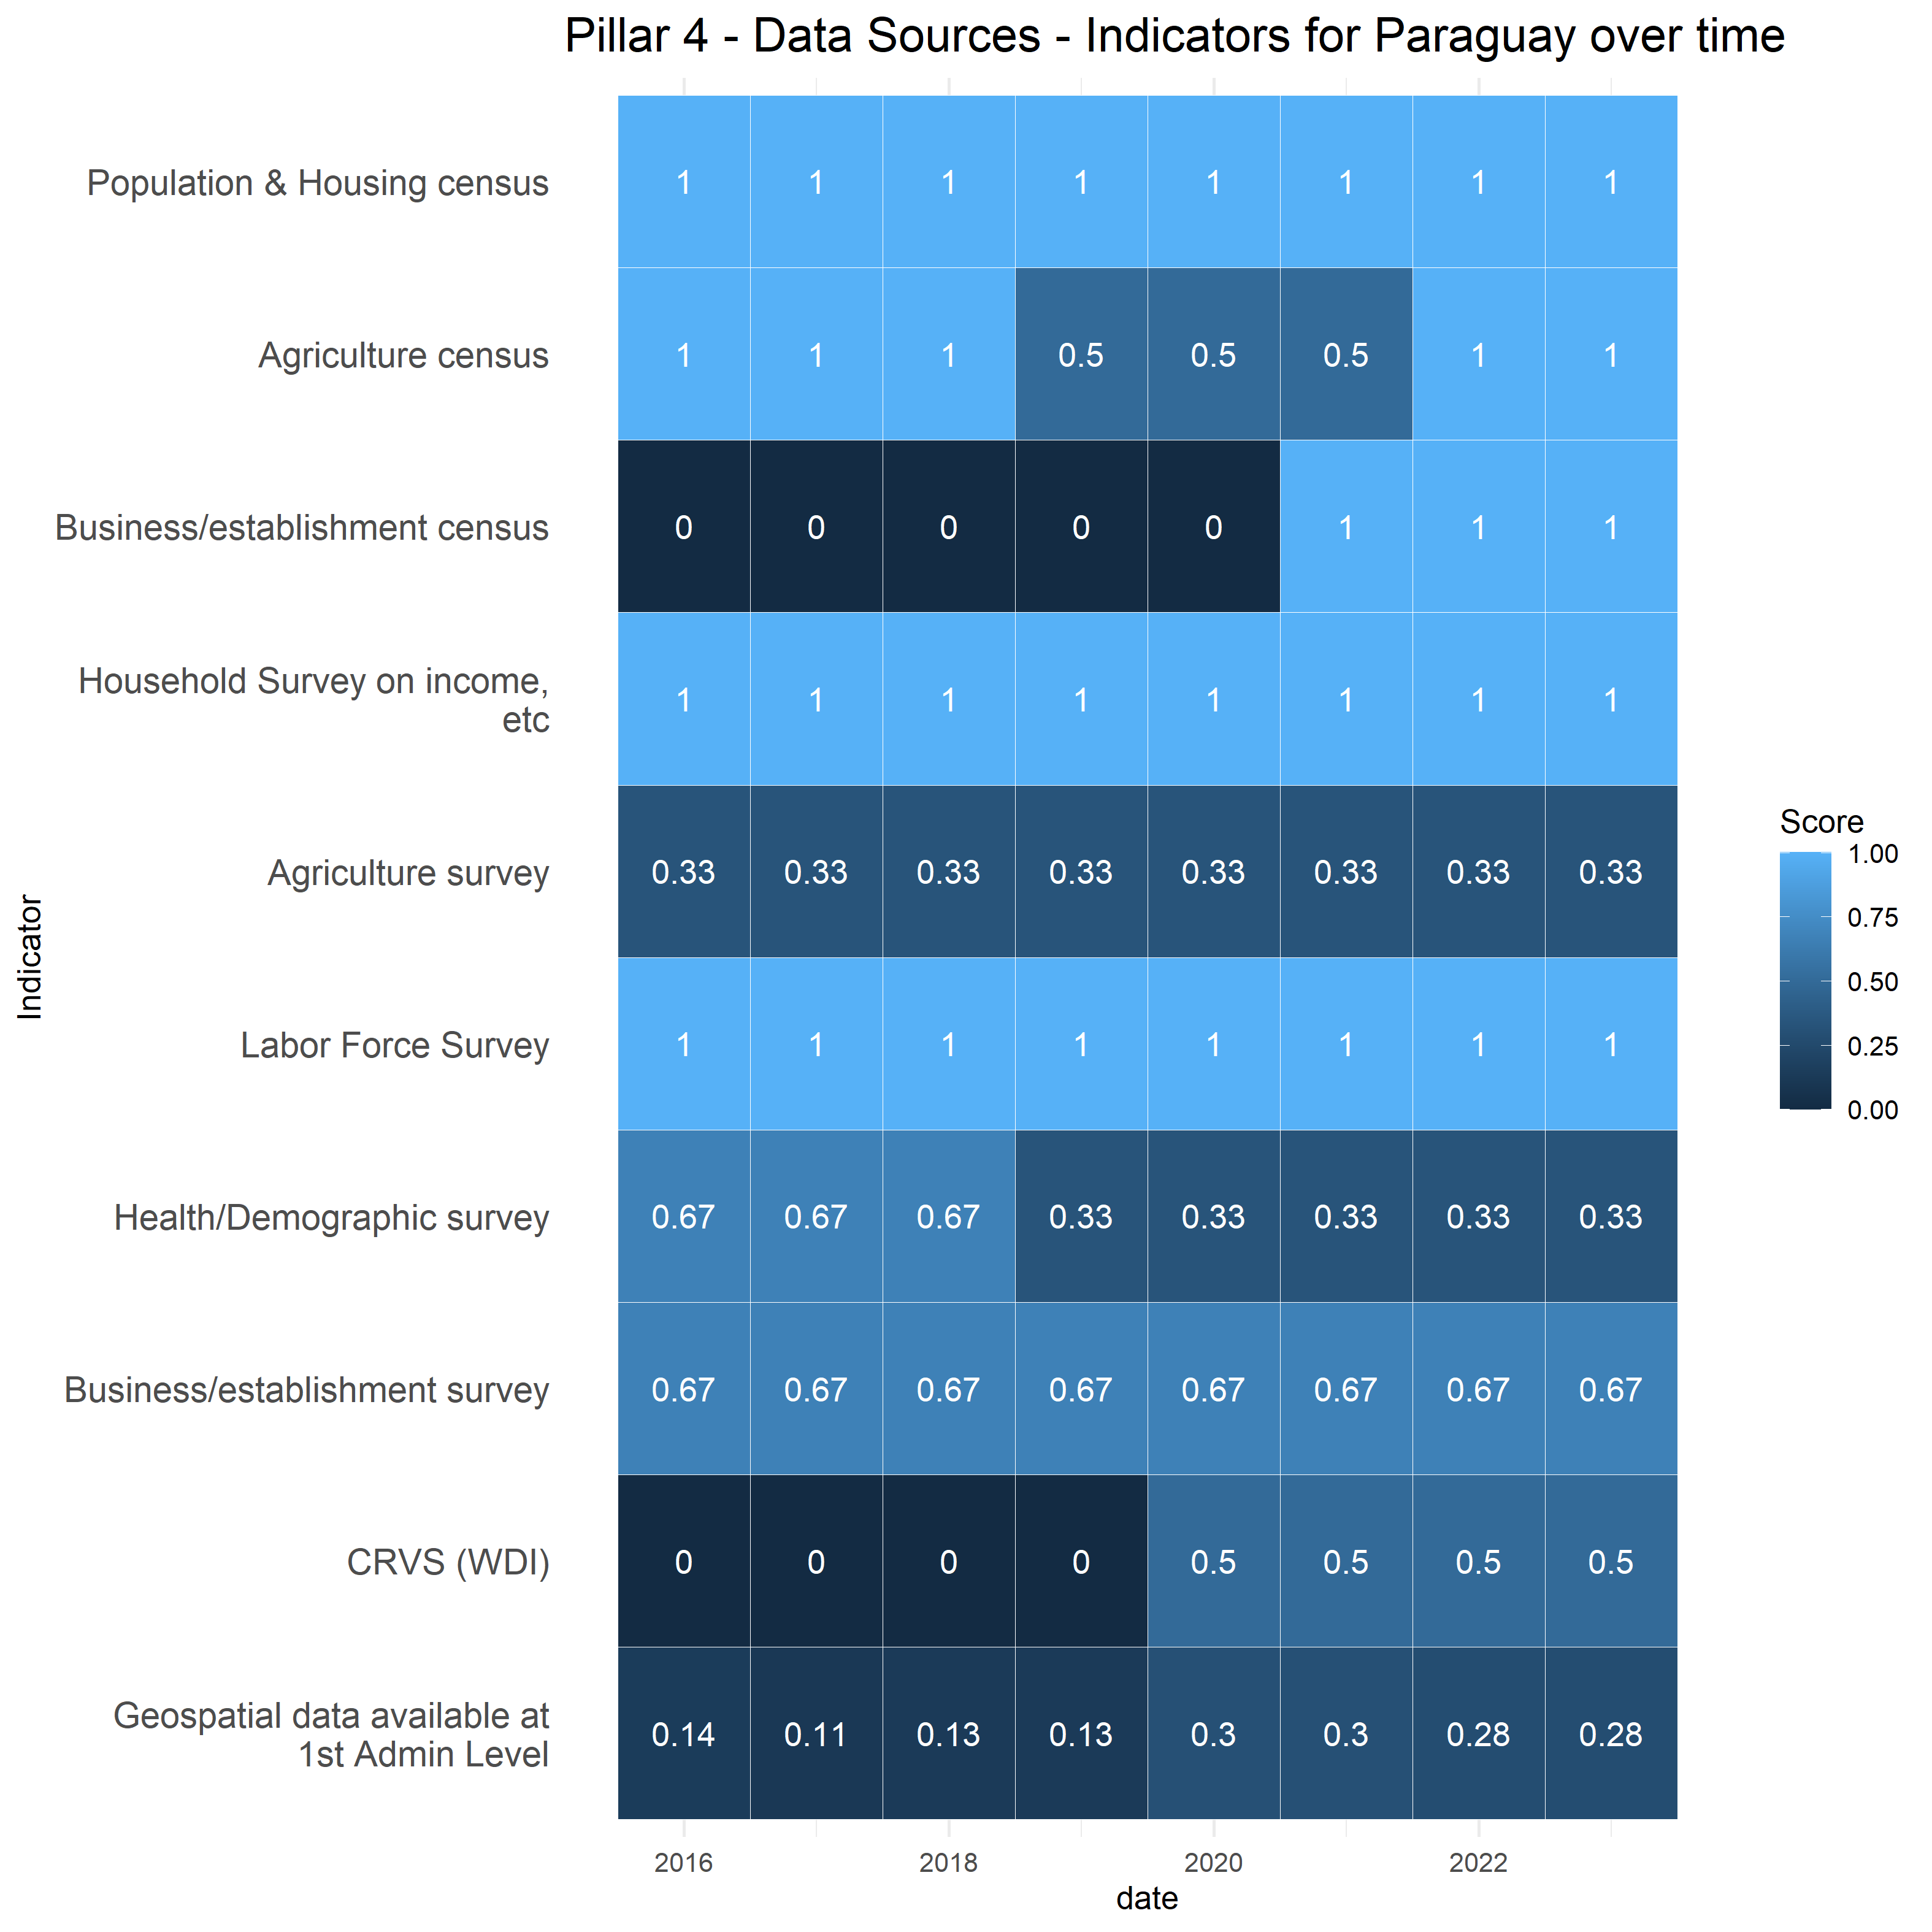 Pillar 4 - Data Sources - Indicators for Paraguay over time
Population & Housing census
1 1 1 1 1 1 1 1
Agriculture census
1 1 1 0.5 0.5 0.5 1 1
Business/establishment census
0 0 0 0 0 1 1 1
Household Survey on income,
etc
1 1 1 1 1 1 1 1
Agriculture survey
0.33 0.33 0.33 0.33 0.33 0.33 0.33 0.33
Labor Force Survey
1 1 1 1 1 1 1 1
Health/Demographic survey
0.67 0.67 0.67 0.33 0.33 0.33 0.33 0.33
Business/establishment survey
0.67 0.67 0.67 0.67 0.67 0.67 0.67 0.67
CRVS (WDI)
0 0 0 0 0.5 0.5 0.5 0.5
Geospatial data available at
1st Admin Level
0.14 0.11 0.13 0.13 0.3 0.3 0.28 0.28
2016 2018 2020 2022
date
Indicator
Score
1.00
0.75
0.50
0.25
0.00